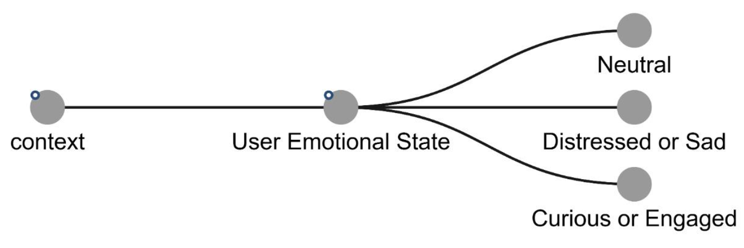 Neutral
context
User Emotional State
Distressed or Sad
Curious or Engaged